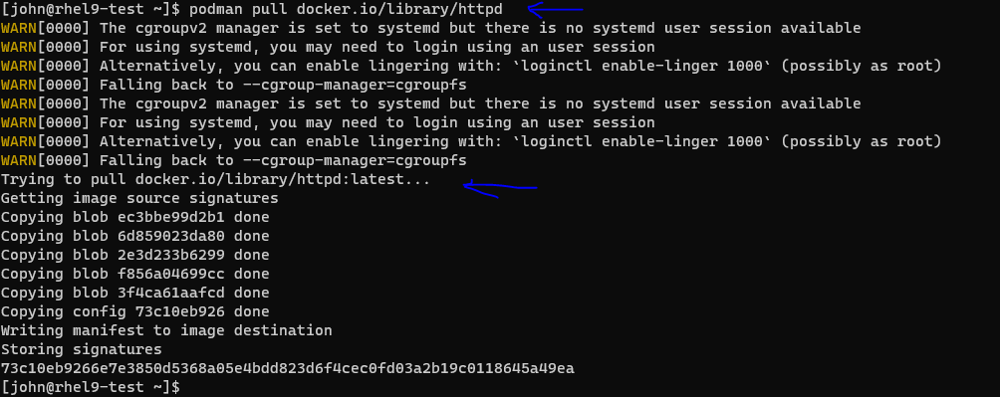 [john@rhel9-test ~]$ podman pull docker.io/library/httpd
WARN[0000] The cgroupv2 manager is set to systemd but there is no systemd user session available
WARN[0000] For using systemd, you may need to login using an user session
WARN[0000] Alternatively, you can enable lingering with: `loginctl enable-linger 1000` (possibly as root)
WARN[0000] Falling back to --cgroup-manager=cgroupfs
WARN[0000] The cgroupv2 manager is set to systemd but there is no systemd user session available
WARN[0000] For using systemd, you may need to login using an user session
WARN[0000] Alternatively, you can enable lingering with: `loginctl enable-linger 1000` (possibly as root)
WARN[0000] Falling back to --cgroup-manager=cgroupfs
Trying to pull docker.io/library/httpd:latest...
Getting image source signatures
Copying blob ec3bbe99d2b1 done
Copying blob 6d859023da80 done
Copying blob 2e3d233b6299 done
Copying blob f856a04699cc done
Copying blob 3f4ca61aafcd done
Copying config 73c10eb926 done
Writing manifest to image destination
Storing signatures
73c10eb9266e7e3850d5368a05e4bdd823d6f4cec0fd03a2b19c0118645a49ea
[john@rhel9-test ~]$